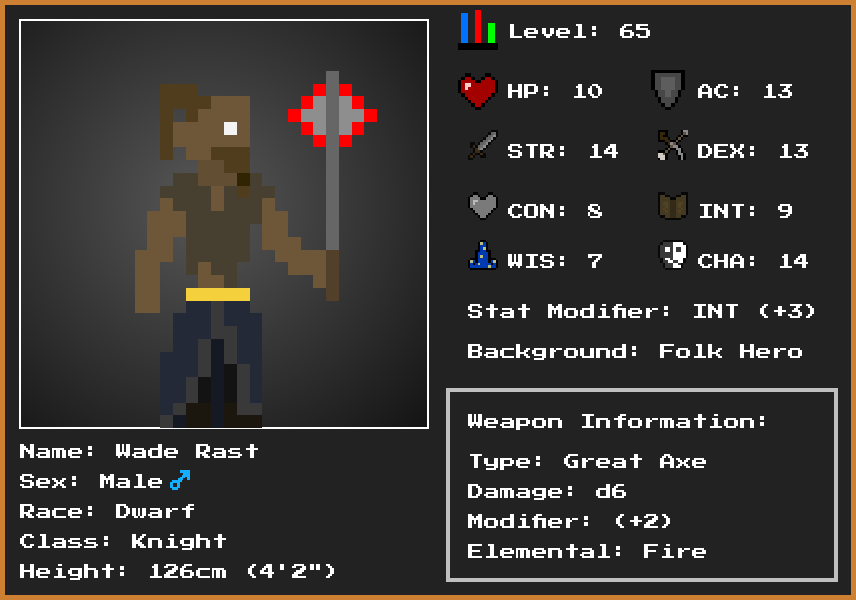 Level: 65
HP: 10
AC: 13
STR: 14
DEX: 13
CON: 8
INT: 9
WIS: 7
CHA: 14
Stat Modifier: INT (+3)
Background: Folk Hero
Weapon Information:
Type: Great Axe
Damage: d6
Modifier: (+2)
Elemental: Fire
Name: Wade Rast
Sex: Male ♂
Race: Dwarf
Class: Knight
Height: 126cm (4'2")